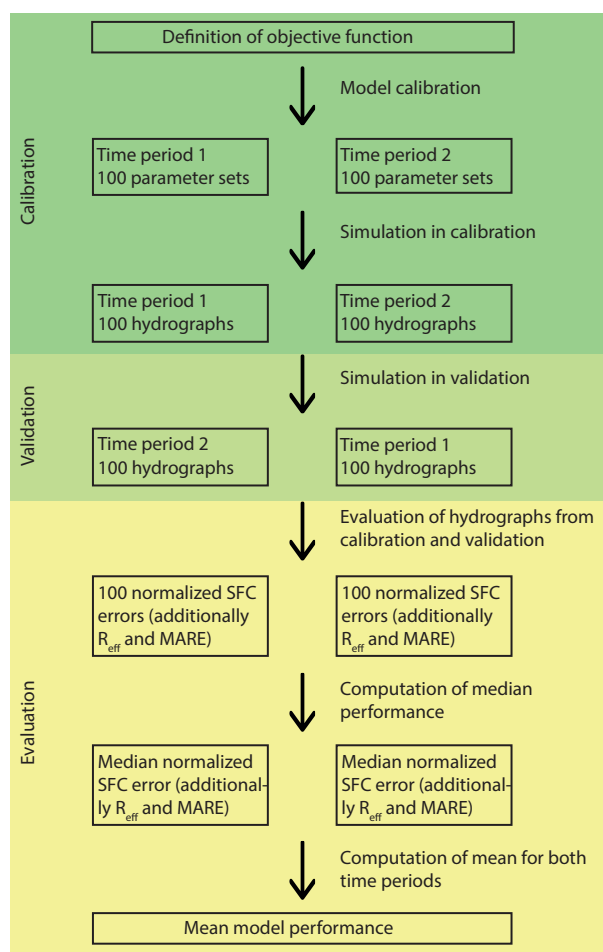 Definition of objective function
Model calibration
Time period 1
100 parameter sets
Time period 2
100 parameter sets
Simulation in calibration
Time period 1
100 hydrographs
Time period 2
100 hydrographs
Calibration
Simulation in validation
Time period 2
100 hydrographs
Time period 1
100 hydrographs
Validation
Evaluation of hydrographs from
calibration and validation
100 normalized SFC
errors (additionally
Reff and MARE)
100 normalized SFC
errors (additionally
Reff and MARE)
Computation of median
performance
Median normalized
SFC error (additional-
ly Reff and MARE)
Median normalized
SFC error (additional-
ly Reff and MARE)
Computation of mean for both
time periods
Mean model performance
Evaluation